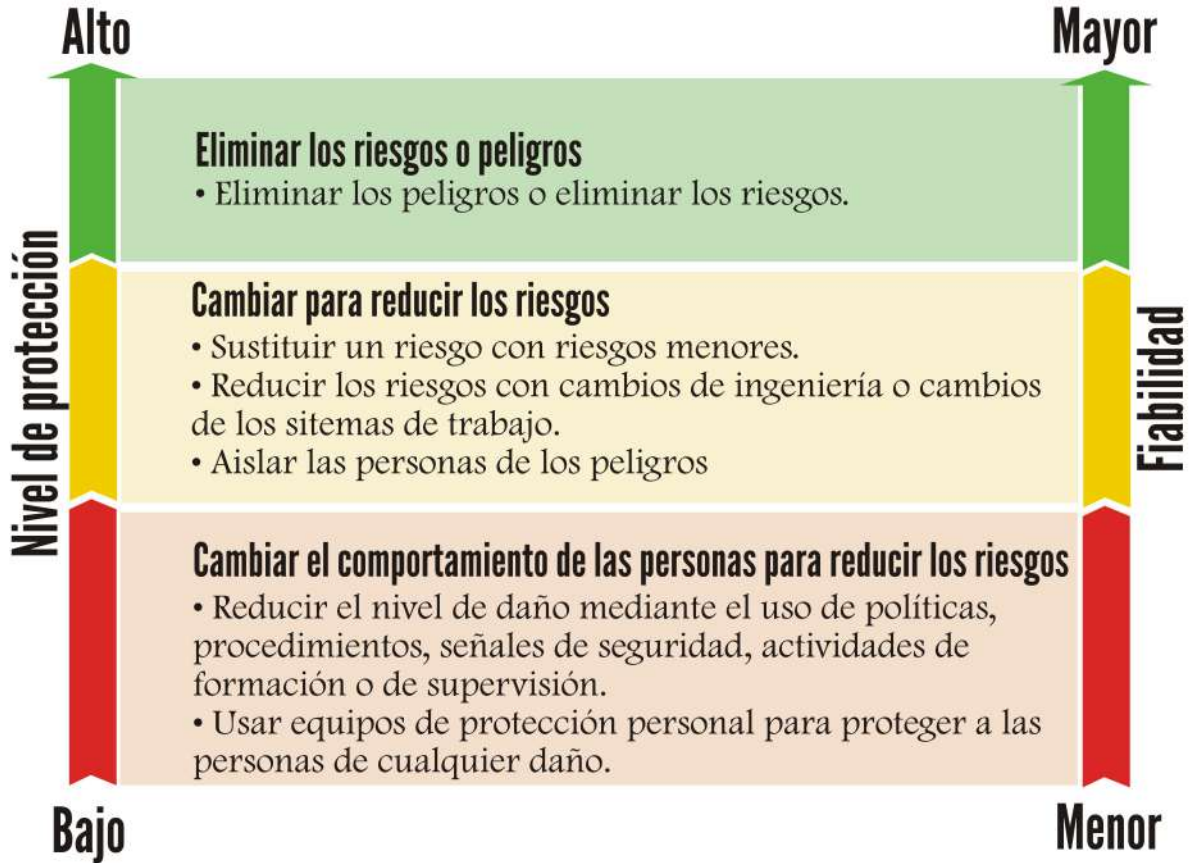 Alto
Mayor
Nivel de protección
Fiabilidad
Eliminar los riesgos o peligros
• Eliminar los peligros o eliminar los riesgos.
Cambiar para reducir los riesgos
• Sustituir un riesgo con riesgos menores.
• Reducir los riesgos con cambios de ingeniería o cambios
de los sitemas de trabajo.
• Aislar las personas de los peligros
Cambiar el comportamiento de las personas para reducir los riesgos
• Reducir el nivel de daño mediante el uso de políticas,
procedimientos, señales de seguridad, actividades de
formación o de supervisión.
• Usar equipos de protección personal para proteger a las
personas de cualquier daño.
Bajo
Menor